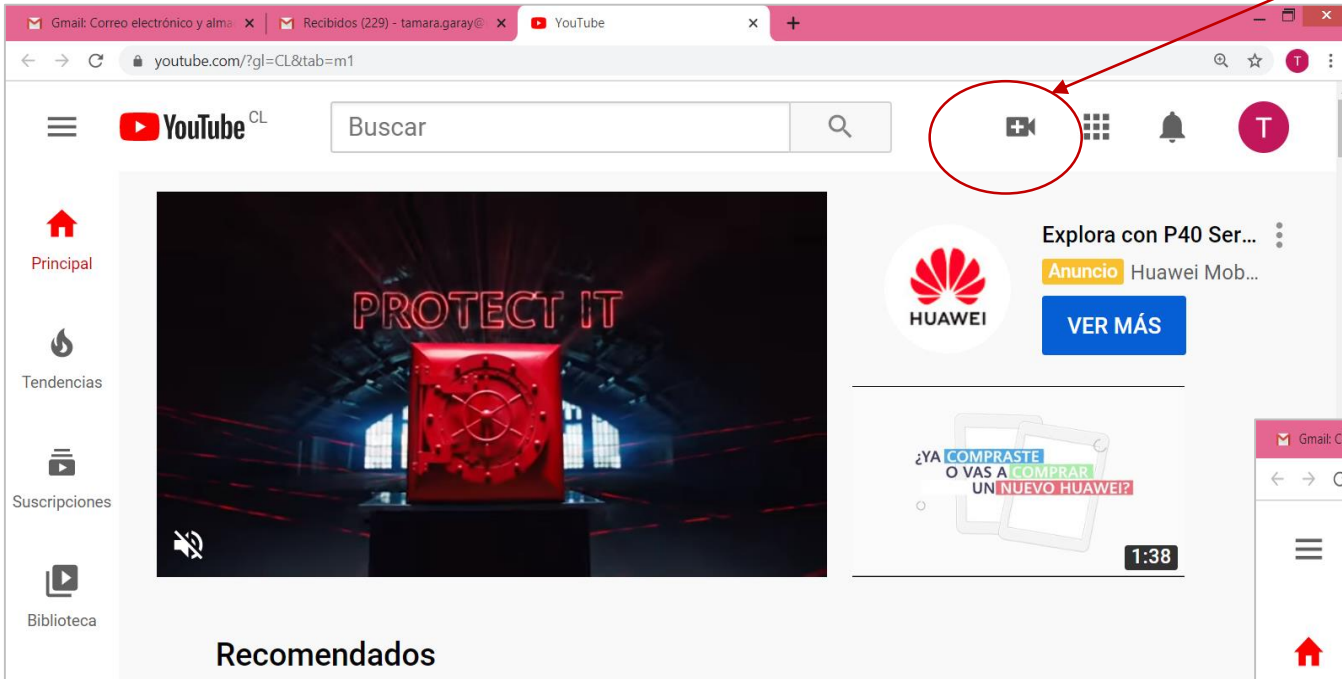 Gmail: Correo electrónico y alma
Recibidos (229) - tamara.garay@
YouTube
youtube.com/?gl=CL&tab=m1
T
YouTube CL
Buscar
T
Principal
Tendencias
Suscripciones
Biblioteca
PROTECT IT
HUAWEI
Explora con P40 Ser...
Anuncio Huawei Mob...
VER MÁS
¿YA COMPRASTE
O VAS A COMPRAR
UN NUEVO HUAWEI?
1:38
Recomendados
Gmail: C